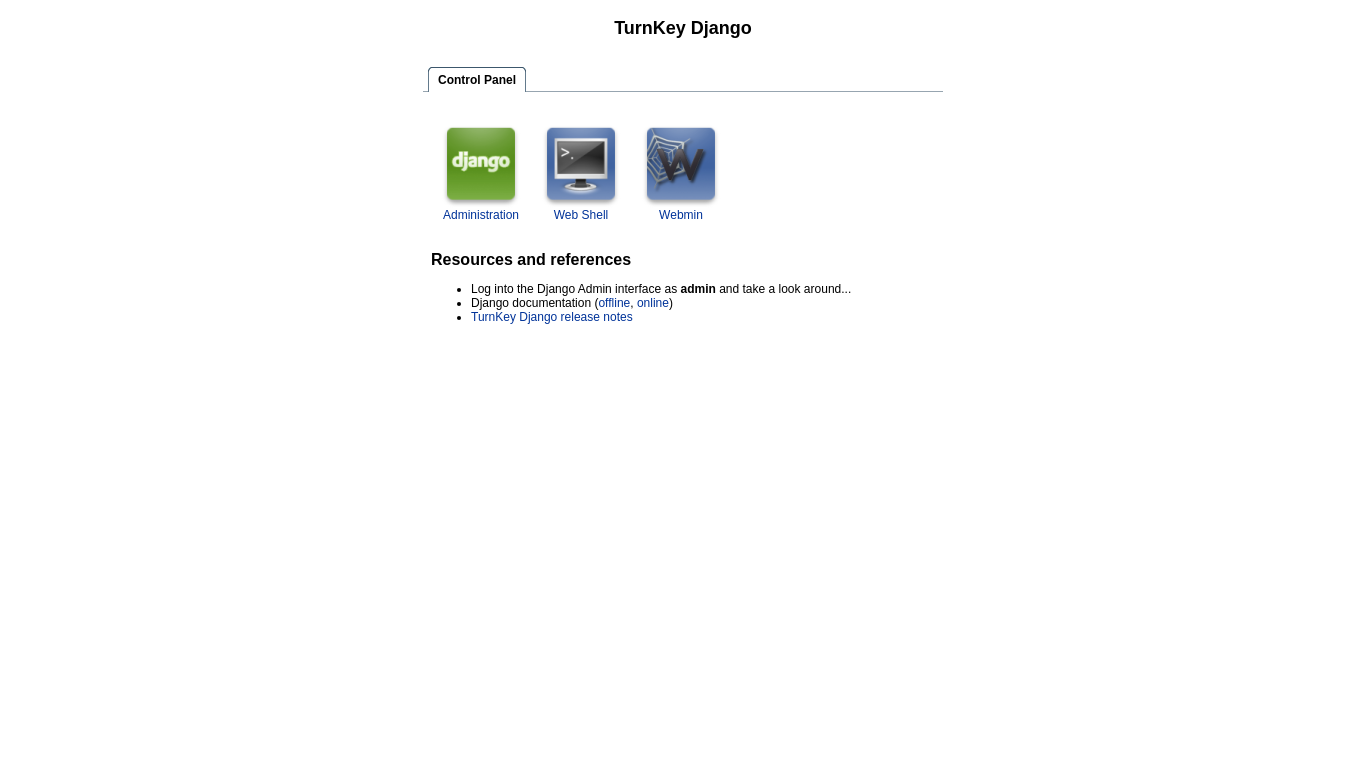 TurnKey Django
Control Panel
django
>.
W
Administration
Web Shell
Webmin
Resources and references
Log into the Django Admin interface as admin and take a look around...
Django documentation (offline, online)
TurnKey Django release notes